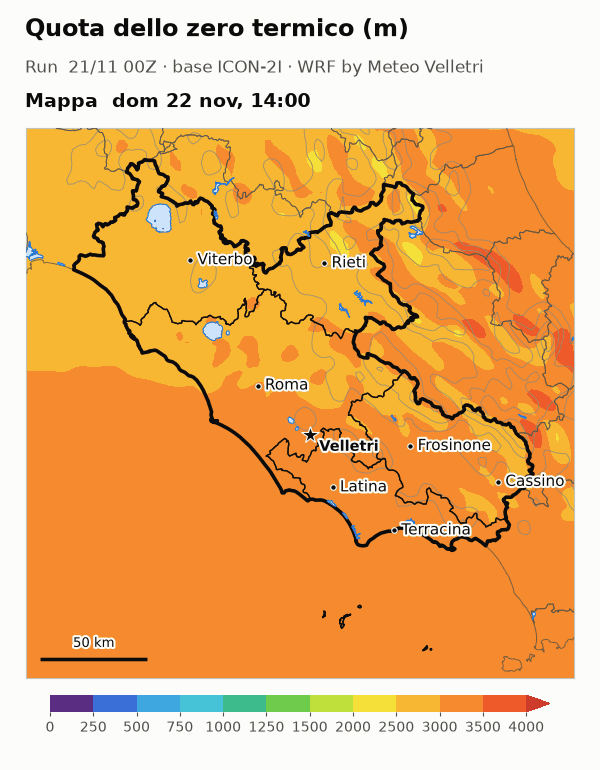 Quota dello zero termico (m)
Run  21/11 00Z · base ICON-2I · WRF by Meteo Velletri
Mappa  dom 22 nov, 14:00
Viterbo
Rieti
Roma
Velletri
Frosinone
Latina
Cassino
Terracina
50 km
0 250 500 750 1000 1250 1500 2000 2500 3000 3500 4000